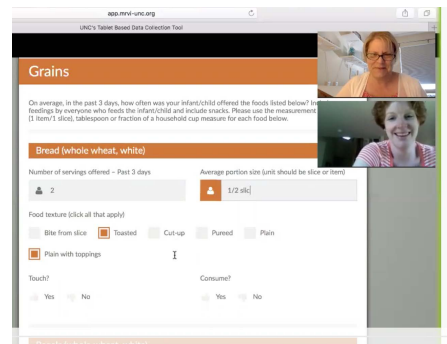 app.mrvi-unc.org
UNC's Tablet Based Data Collection Tool
Grains
On average, in the past 3 days, how often was your infant/child offered the foods listed below?
feedings by everyone who feeds the infant/child and include snacks. Please use the measurement
(1 item/1 slice), tablespoon or fraction of a household cup measure for each food below.
Bread (whole wheat, white)
Number of servings offered – Past 3 days
Average portion size (unit should be slice or item)
2
1/2 slic
Food texture (click all that apply)
Bite from slice
Toasted
Cut-up
Pureed
Plain
Plain with toppings
Touch?
Consume?
Yes
No
Yes
No